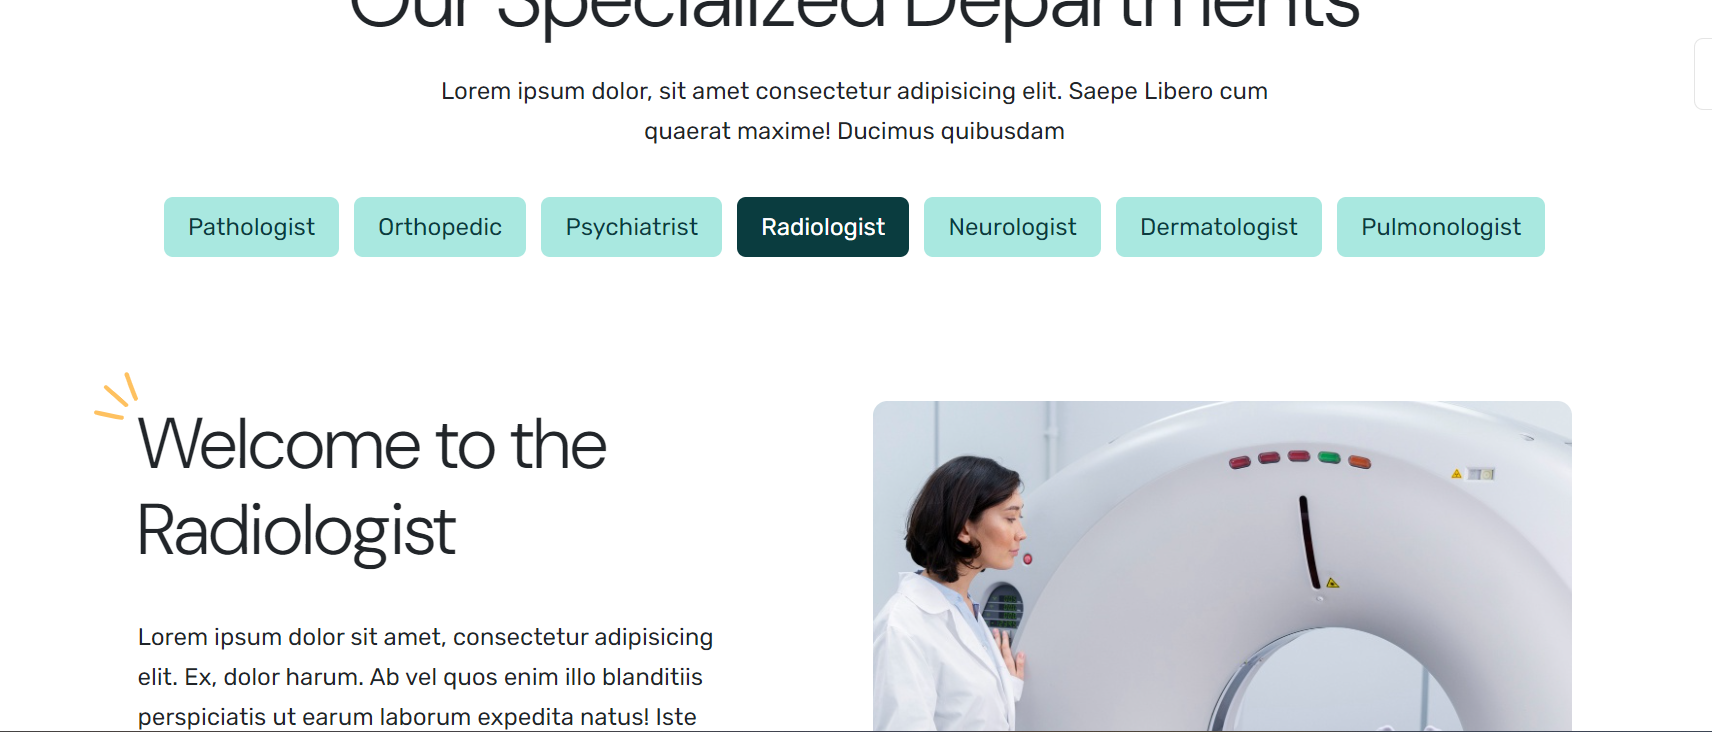 Our Specialized Departments
Lorem ipsum dolor, sit amet consectetur adipisicing elit. Saepe Libero cum
quaerat maxime! Ducimus quibusdam
Pathologist Orthopedic Psychiatrist Radiologist Neurologist Dermatologist Pulmonologist
Welcome to the
Radiologist
Lorem ipsum dolor sit amet, consectetur adipisicing
elit. Ex, dolor harum. Ab vel quos enim illo blanditiis
perspiciatis ut earum laborum expedita natus! Iste